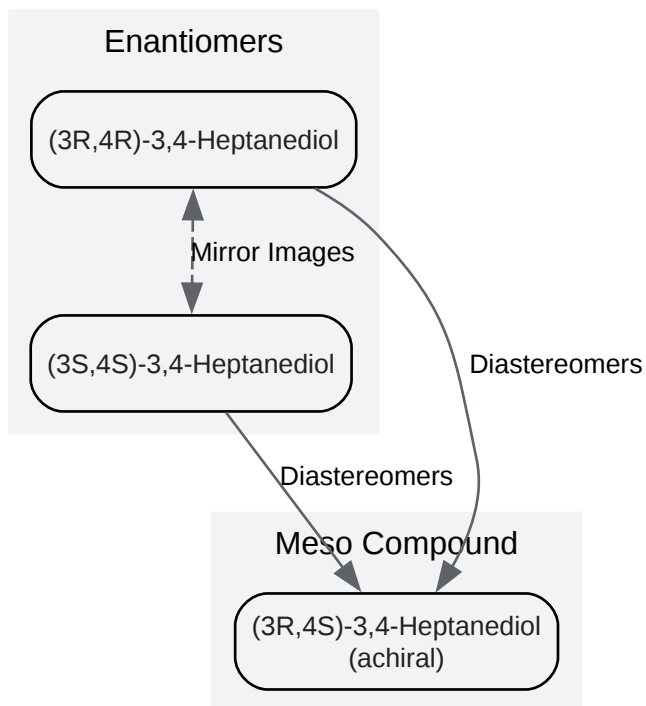 Enantiomers
(3R,4R)-3,4-Heptanediol
Mirror Images
(3S,4S)-3,4-Heptanediol
Diastereomers
Diastereomers
Meso Compound
(3R,4S)-3,4-Heptanediol
(achiral)